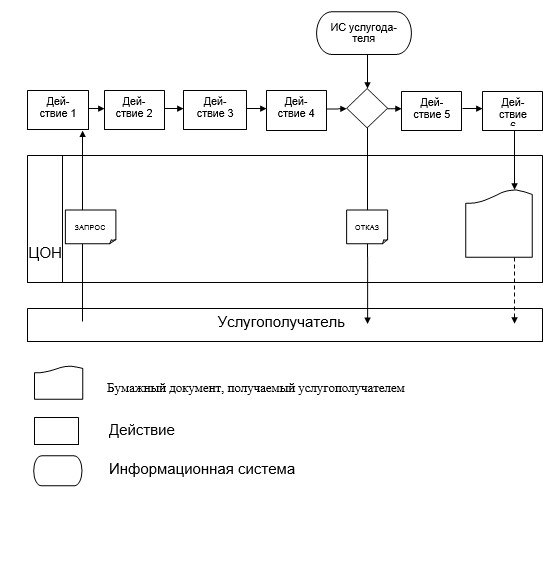 ИС услугода-
теля
Дей-
ствие 1
Дей-
ствие 2
Дей-
ствие 3
Дей-
ствие 4
Дей-
ствие 5
Дей-
ствие
ЗАПРОС
ОТКАЗ
ЦОН
Услугополучатель
Бумажный документ, получаемый услугополучателем
Действие
Информационная система